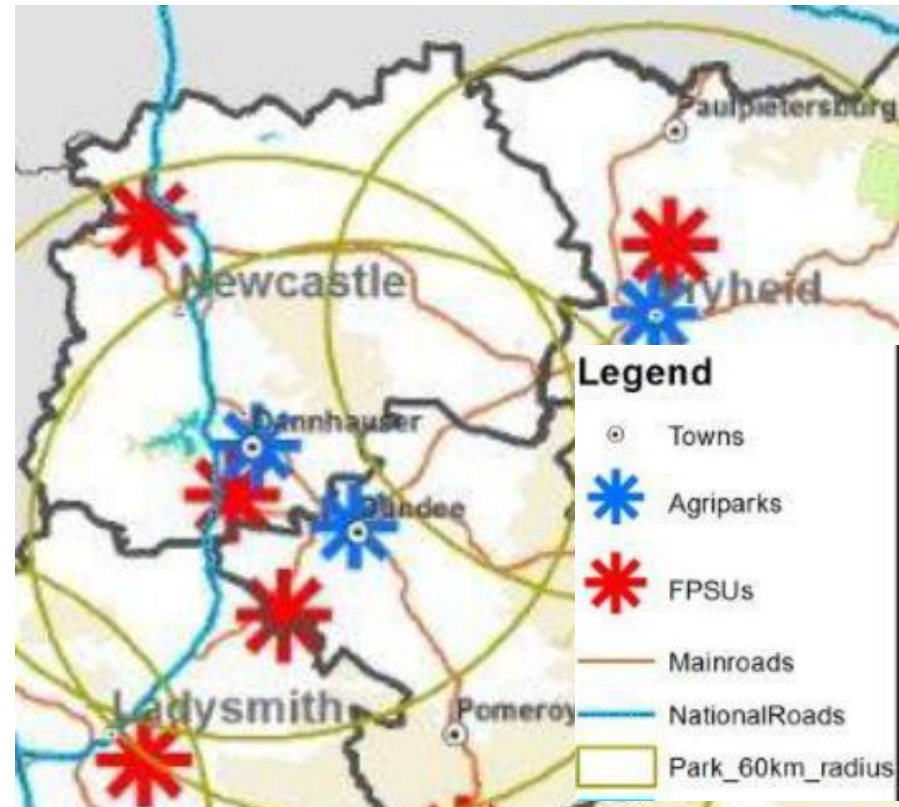 Paulpietersburg
Newcastle
Vryheid
Dannhauser
Dundee
Ladysmith
Pomeroy
Legend
Towns
Agriparks
FPSUs
Mainroads
NationalRoads
Park_60km_radius